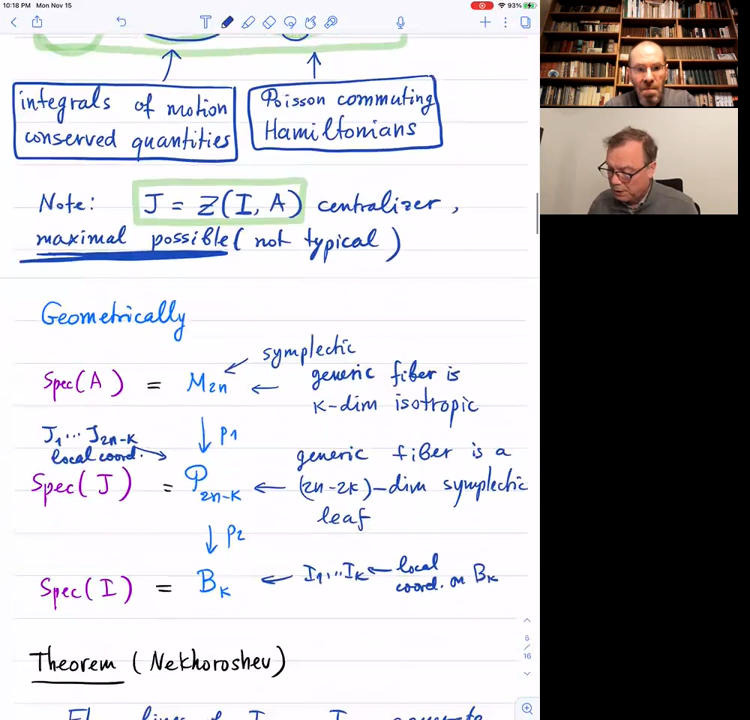 10:18 PM Mon Nov 15
93%
integrals of motion
conserved quantities
Poisson commuting
Hamiltonians
Note: J = Z(I, A) centralizer,
maximal possible (not typical)
Geometrically
symplectic
Spec(A) = M2n ← generic fiber is
k-dim isotropic
↓ p1
J1 ... J2n-k
local coord.
generic fiber is a
Spec(J) = P2n-k ← (2n-2k)-dim symplectic
leaf
↓ p2
Spec(I) = Bk ← I1, ... Ik ← local
coord. on Bk
6
/
16
Theorem (Nekhoroshev)